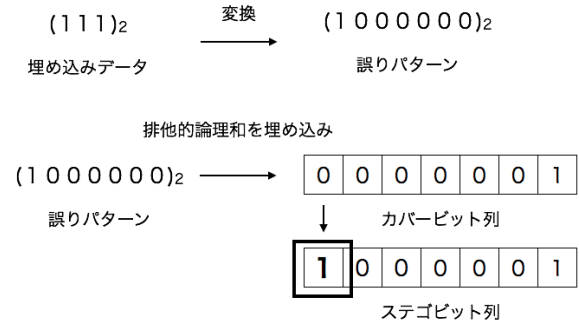 (111)₂ 変換 (1000000)₂
埋め込みデータ 誤りパターン
排他的論理和を埋め込み
(1000000)₂ 0 0 0 0 0 0 1
誤りパターン カバービット列
1 0 0 0 0 0 1
ステゴビット列